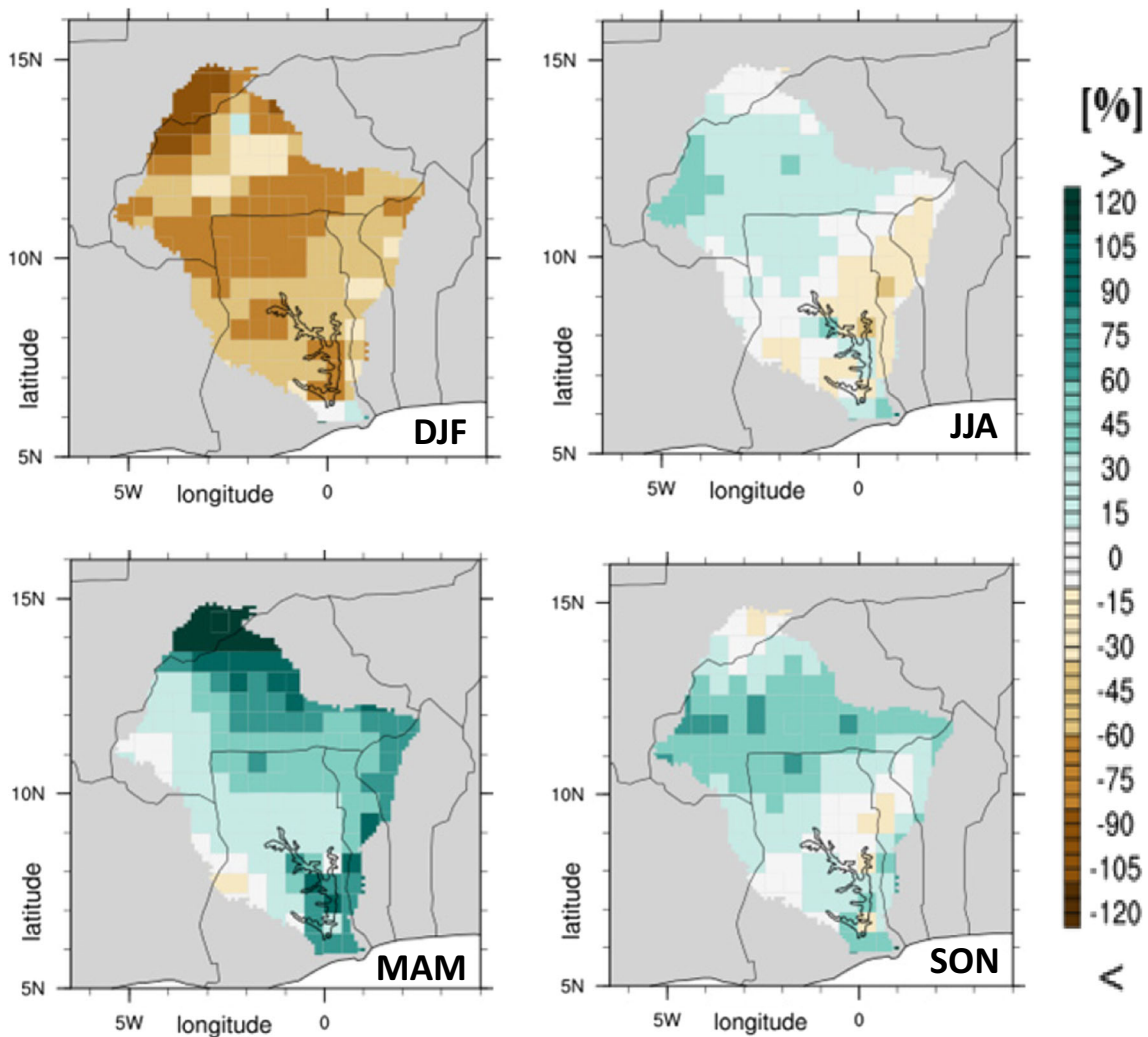 15N
10N
5N
latitude
5W
longitude
0
DJF
15N
10N
5N
latitude
5W
longitude
0
JJA
15N
10N
5N
latitude
5W
longitude
0
MAM
15N
10N
5N
latitude
5W
longitude
0
SON
[%]
>
120
105
90
75
60
45
30
15
0
-15
-30
-45
-60
-75
-90
-105
-120
<